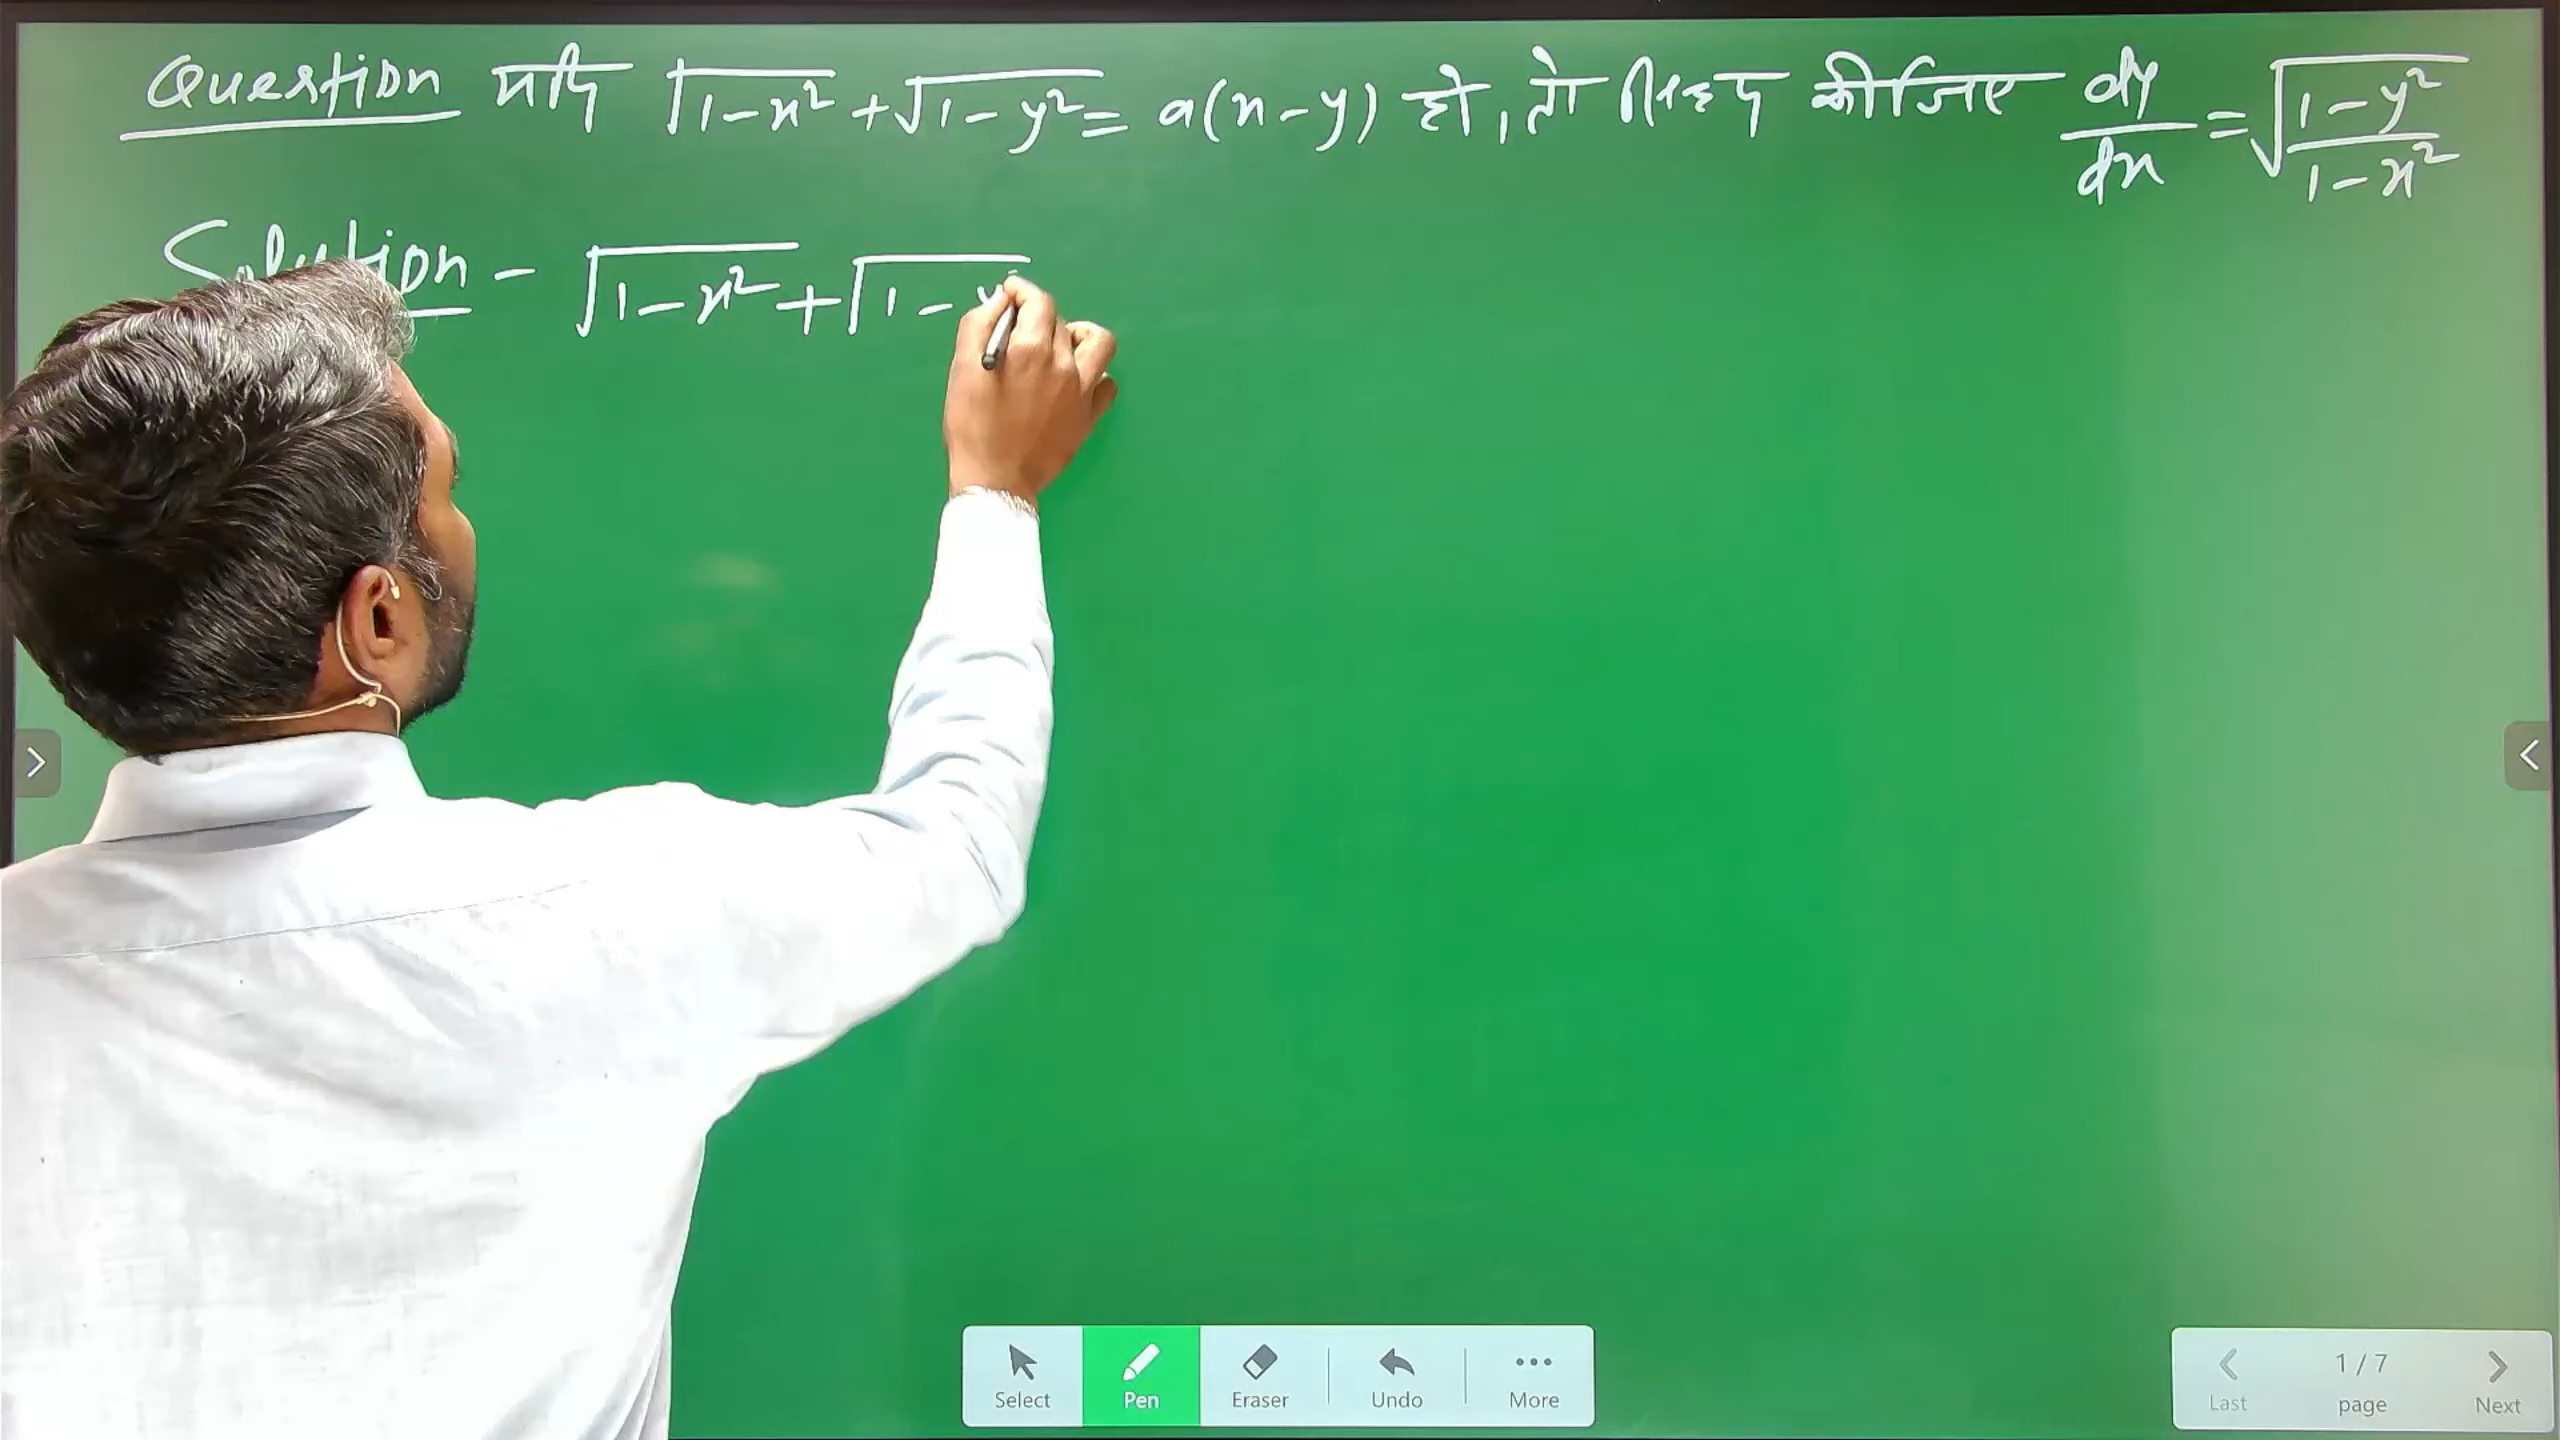 Question यदि √1-x² + √1-y² = a(x-y) हो, तो सिद्ध कीजिए dy/dx = √1-y²/1-x²
Solution - √1-x² + √1-y
Select Pen Eraser Undo More
Last 1/7 page Next